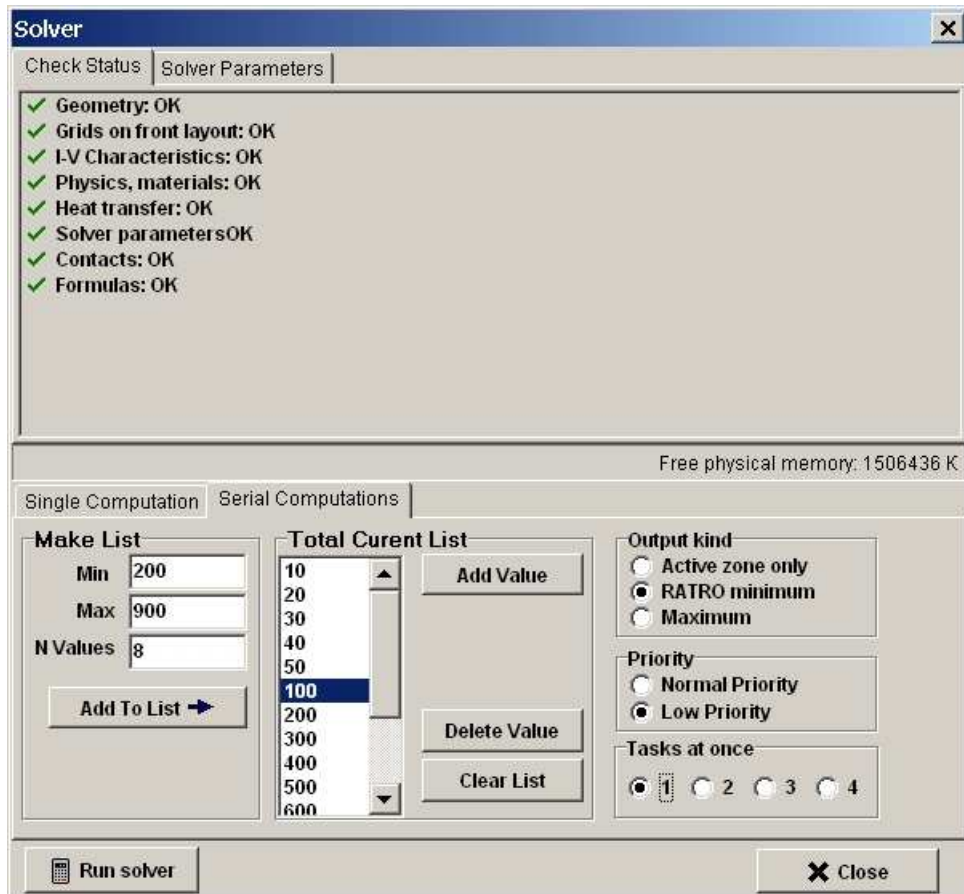 Solver
Check Status
Solver Parameters
Geometry: OK
Grids on front layout: OK
I-V Characteristics: OK
Physics, materials: OK
Heat transfer: OK
Solver parametersOK
Contacts: OK
Formulas: OK
Free physical memory: 1506436 K
Single Computation
Serial Computations
Make List
Min 200
Max 900
N Values 8
Add To List
Total Curent List
10
20
30
40
50
100
200
300
400
500
600
Add Value
Delete Value
Clear List
Output kind
Active zone only
RATRO minimum
Maximum
Priority
Normal Priority
Low Priority
Tasks at once
1 2 3 4
Run solver
Close